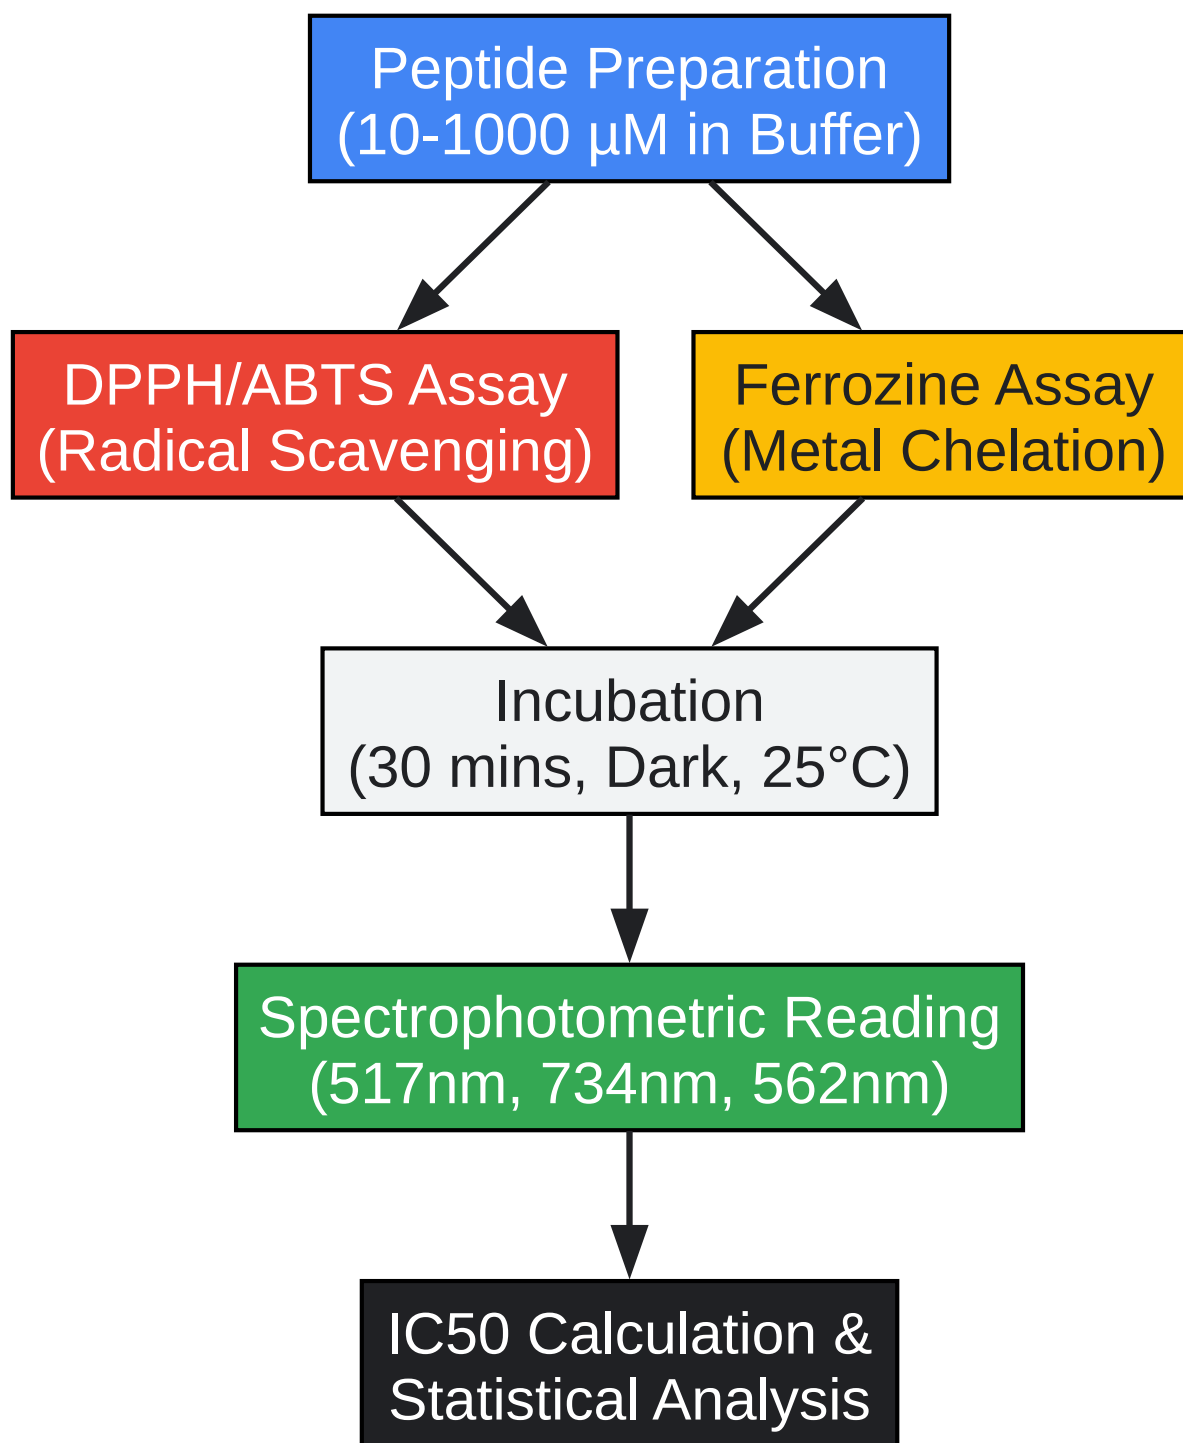 Peptide Preparation
(10-1000 µM in Buffer)
DPPH/ABTS Assay
(Radical Scavenging)
Ferrozine Assay
(Metal Chelation)
Incubation
(30 mins, Dark, 25°C)
Spectrophotometric Reading
(517nm, 734nm, 562nm)
IC50 Calculation &
Statistical Analysis